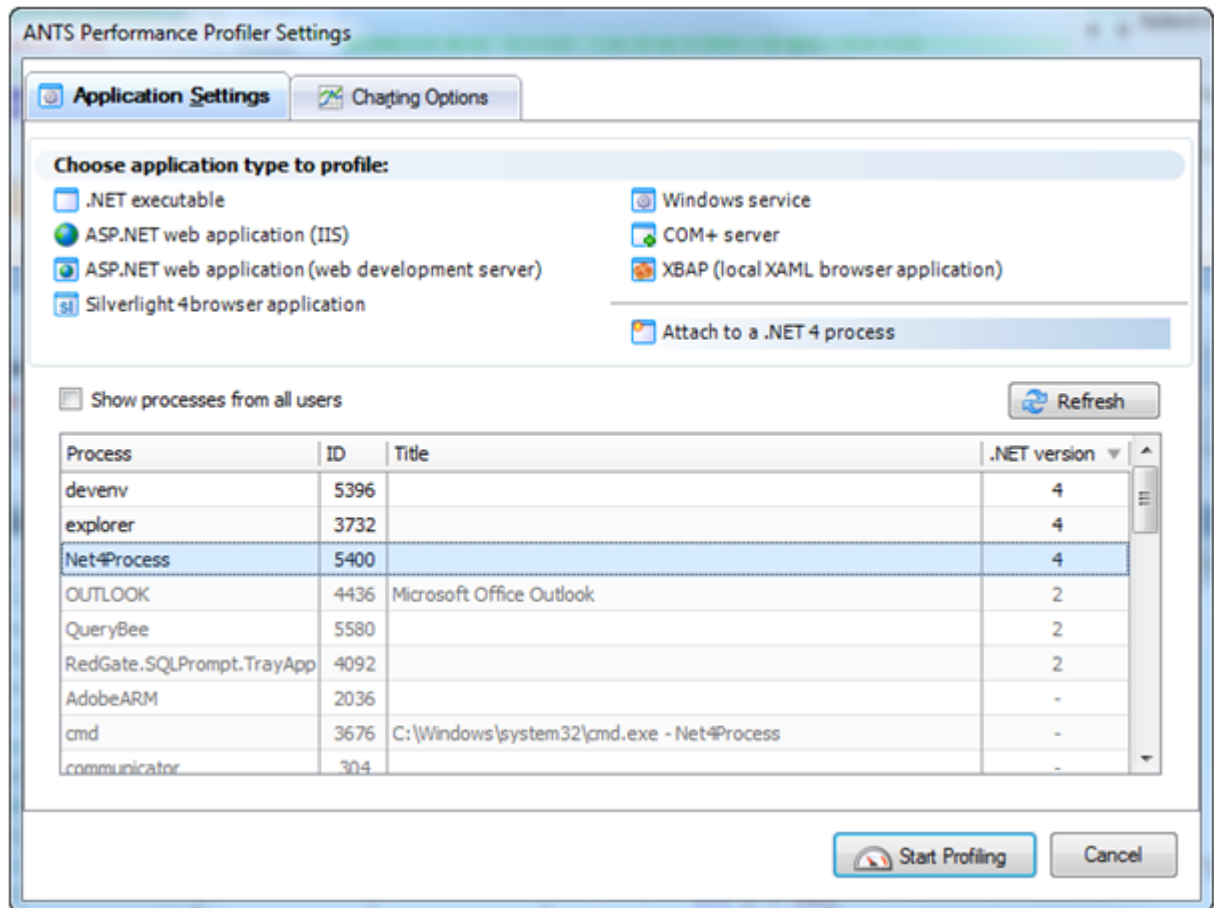 ANTS Performance Profiler Settings
Application Settings
Charting Options
Choose application type to profile:
.NET executable
ASP.NET web application (IIS)
ASP.NET web application (web development server)
Silverlight 4 browser application
Windows service
COM+ server
XBAP (local XAML browser application)
Attach to a .NET 4 process
Show processes from all users
Refresh
Process ID Title .NET version
devenv 5396 4
explorer 3732 4
Net4Process 5400 4
OUTLOOK 4436 Microsoft Office Outlook 2
QueryBee 5580 2
RedGate.SQLPrompt.TrayApp 4092 2
AdobeARM 2036 -
cmd 3676 C:\Windows\system32\cmd.exe - Net4Process -
communicator 304 -
Start Profiling
Cancel